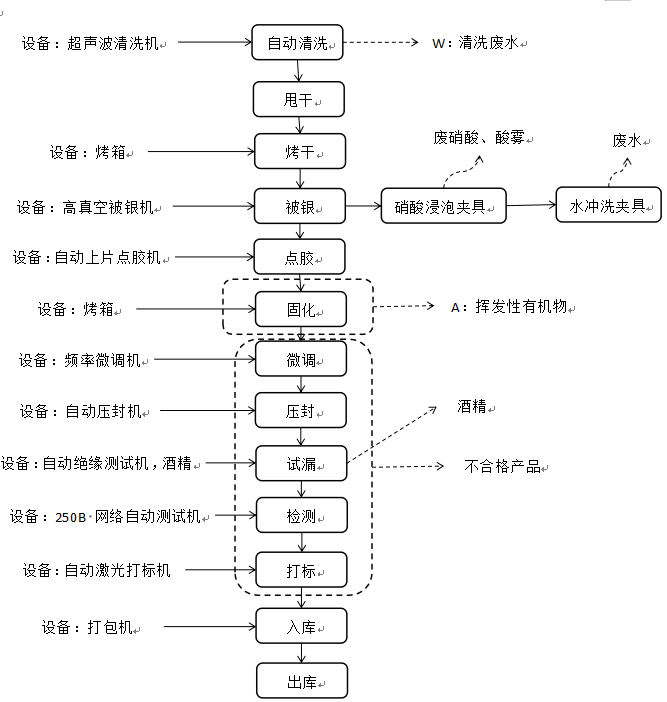 设备：超声波清洗机 自动清洗 W：清洗废水
甩干
设备：烤箱 烤干 废硝酸、酸雾 废水
设备：高真空被银机 被银 硝酸浸泡夹具 水冲洗夹具
设备：自动上片点胶机 点胶
设备：烤箱 固化 A：挥发性有机物
设备：频率微调机 微调
设备：自动压封机 压封 酒精
设备：自动绝缘测试机，酒精 试漏 不合格产品
设备：250B 网络自动测试机 检测
设备：自动激光打标机 打标
设备：打包机 入库
出库